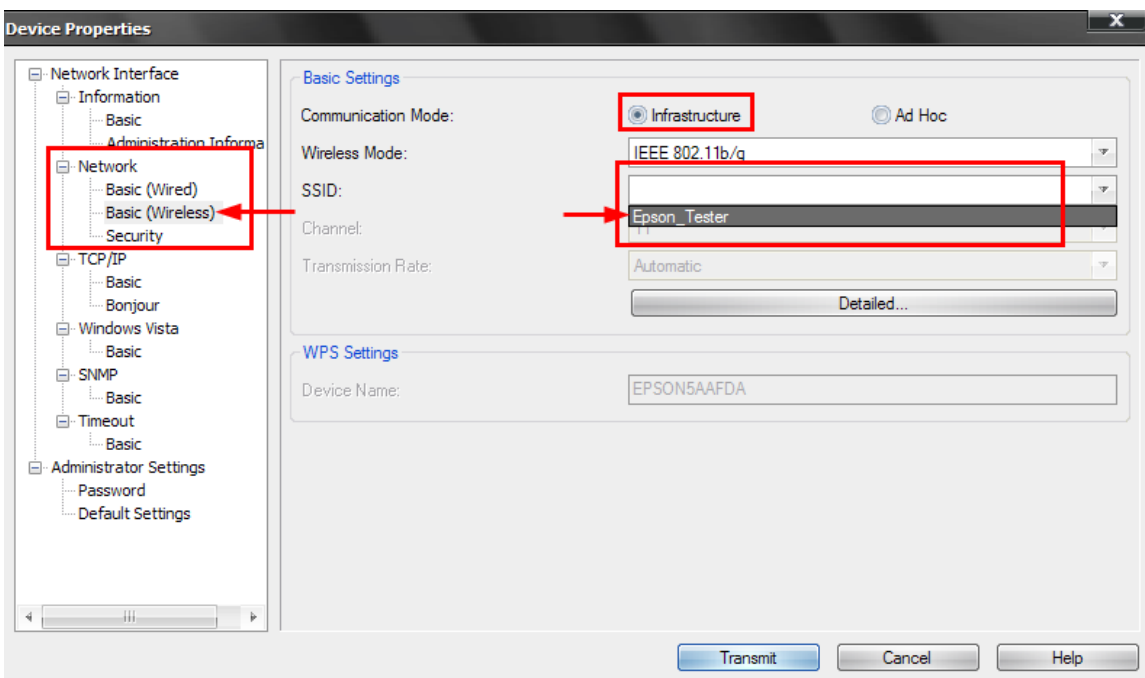 Device Properties
X
Network Interface
Information
Basic
Administration Informa
Network
Basic (Wired)
Basic (Wireless)
Security
TCP/IP
Basic
Bonjour
Windows Vista
Basic
SNMP
Basic
Timeout
Basic
Administrator Settings
Password
Default Settings
Basic Settings
Communication Mode: Infrastructure Ad Hoc
Wireless Mode: IEEE 802.11b/g
SSID:
Epson_Tester
Channel: 11
Transmission Rate: Automatic
Detailed...
WPS Settings
Device Name: EPSON5AAFDA
Transmit Cancel Help